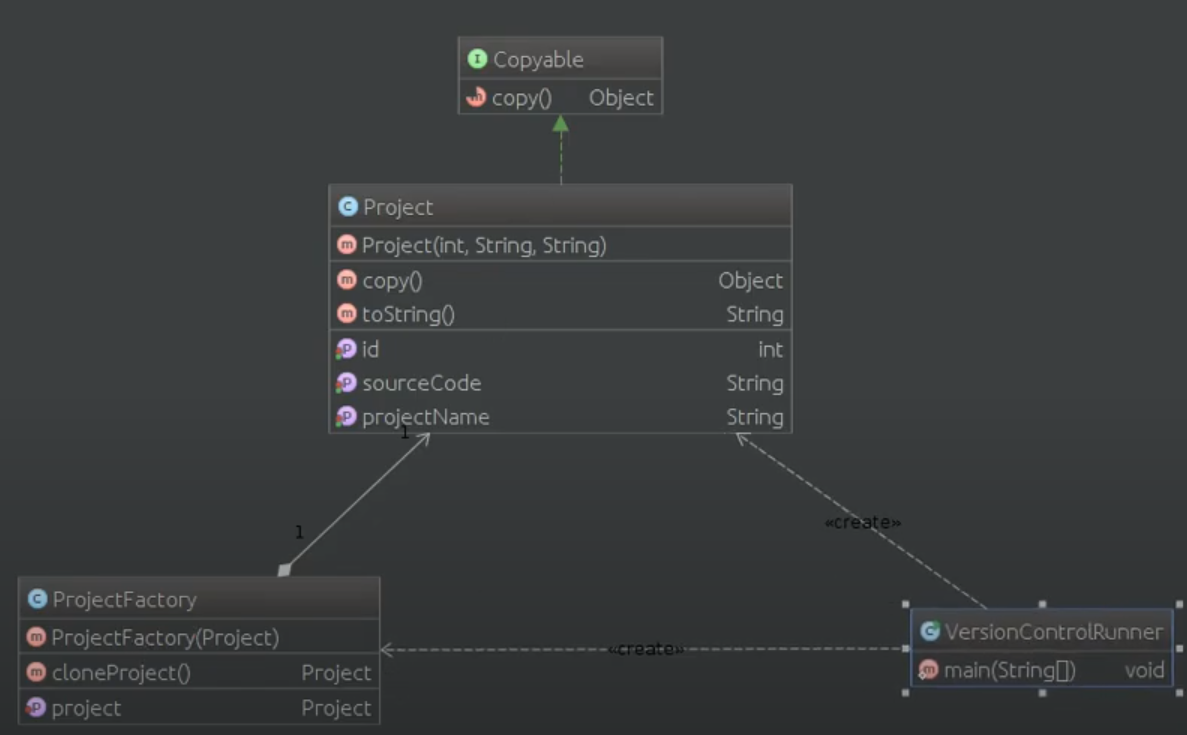 Copyable
copy() Object
Project
Project(int, String, String)
copy() Object
toString() String
id int
sourceCode String
projectName String
1
1
«create»
ProjectFactory
ProjectFactory(Project)
cloneProject() Project
project Project
«create»
VersionControlRunner
main(String[]) void